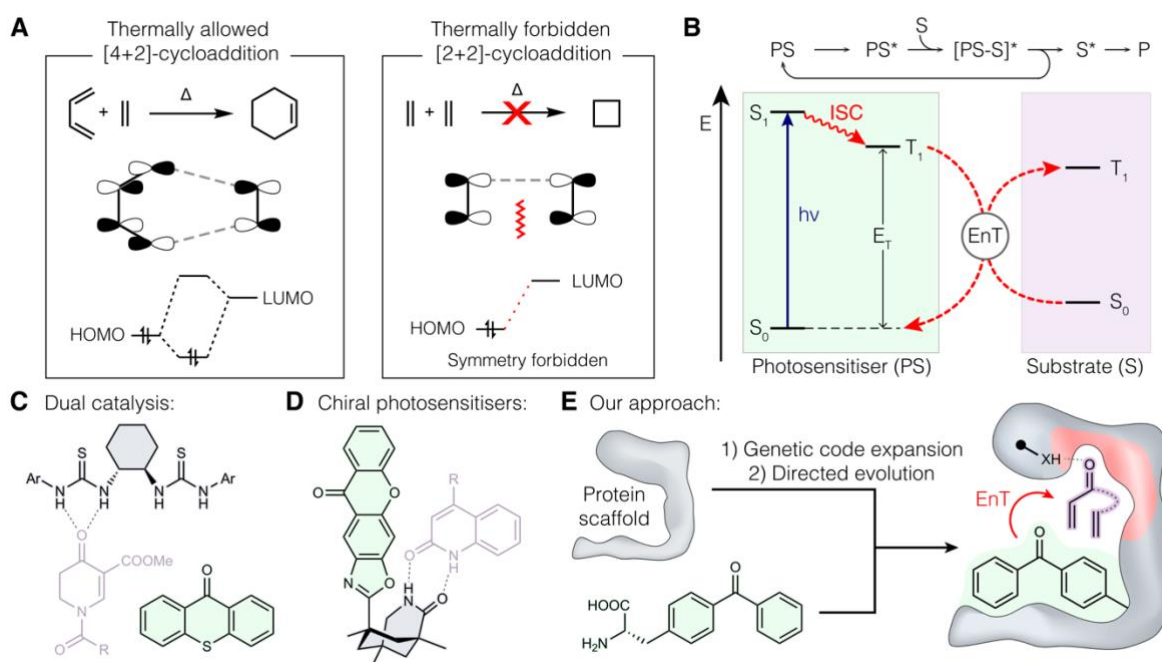 A
Thermally allowed
[4+2]-cycloaddition
+
Δ
HOMO
LUMO
Thermally forbidden
[2+2]-cycloaddition
+
Δ
HOMO
LUMO
Symmetry forbidden
B
S
PS
PS*
[PS-S]*
S*
P
E
S1
ISC
T1
hν
ET
EnT
T1
S0
S0
Photosensitiser (PS)
Substrate (S)
C Dual catalysis:
S
S
Ar
N
N
N
N
Ar
H
H
H
H
O
COOMe
N
O
R
O
S
D Chiral photosensitisers:
O
O
R
N
O
O
N
H
H
N
O
E Our approach:
Protein
scaffold
1) Genetic code expansion
2) Directed evolution
HOOC
H2N
O
XH
O
EnT
O